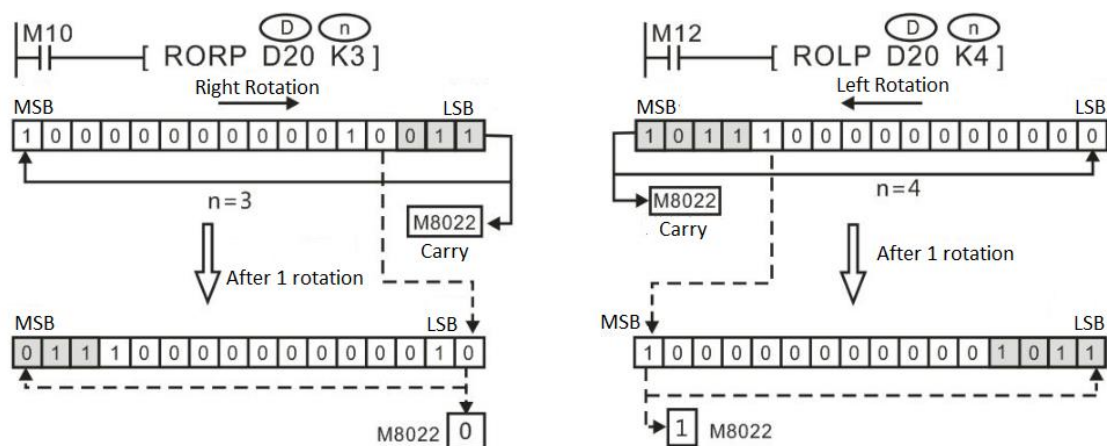 M10 D n
[ RORP D20 K3 ]
Right Rotation
MSB LSB
1 0 0 0 0 0 0 0 0 0 0 1 0 0 1 1
n=3
M8022
Carry
After 1 rotation
MSB LSB
0 1 1 1 0 0 0 0 0 0 0 0 0 0 1 0
M8022 0
M12 D n
[ ROLP D20 K4 ]
Left Rotation
MSB LSB
1 0 1 1 1 0 0 0 0 0 0 0 0 0 0 0
n=4
M8022
Carry
After 1 rotation
MSB LSB
1 0 0 0 0 0 0 0 0 0 0 0 1 0 1 1
1 M8022